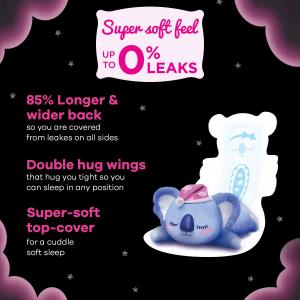 Super soft feel
UP TO 0% LEAKS
85% Longer &
wider back
so you are covered
from leakes on all sides
Double hug wings
that hug you tight so you
can sleep in any position
Super-soft
top-cover
for a cuddle
soft sleep